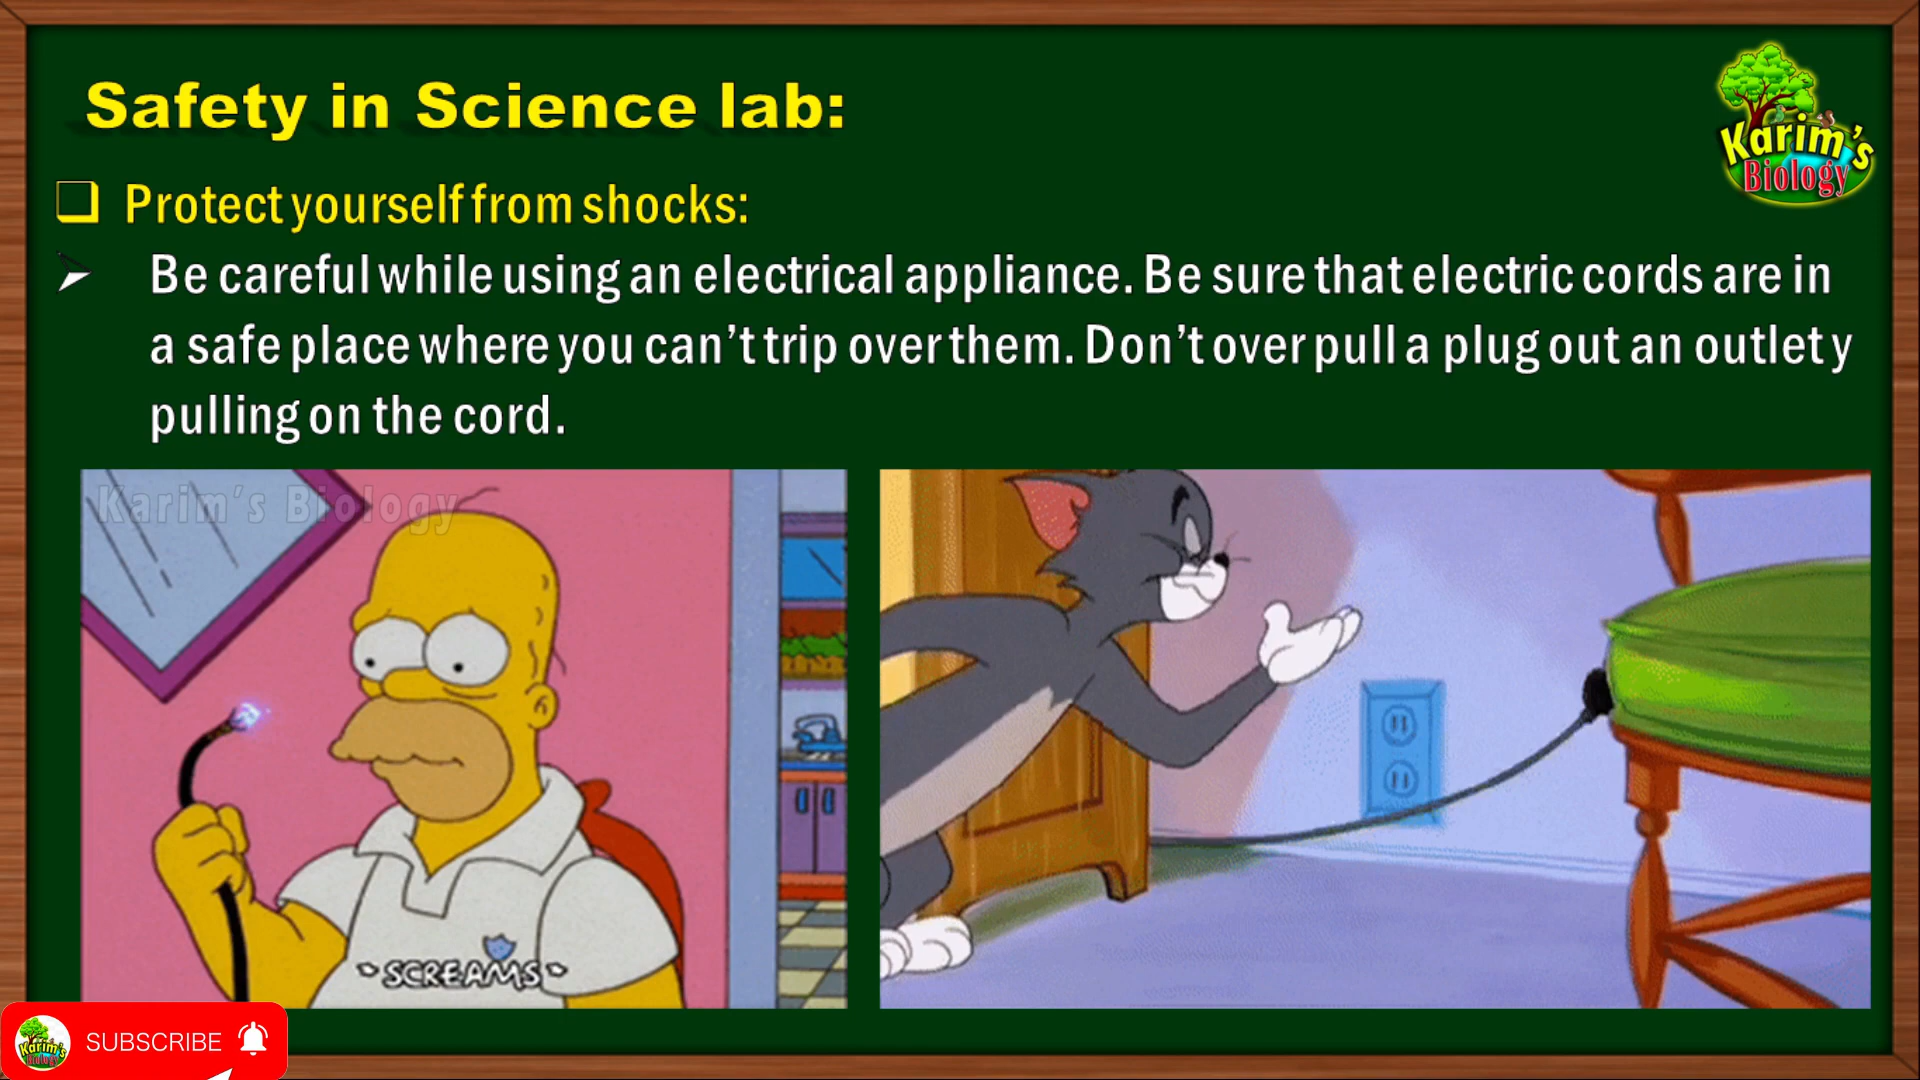 Safety in Science lab:
Karim's
Biology
Protect yourself from shocks:
Be careful while using an electrical appliance. Be sure that electric cords are in
a safe place where you can't trip over them. Don't over pull a plug out an outlet y
pulling on the cord.
Karim's Biology
~SCREAMS~
Karim's
Biology
SUBSCRIBE